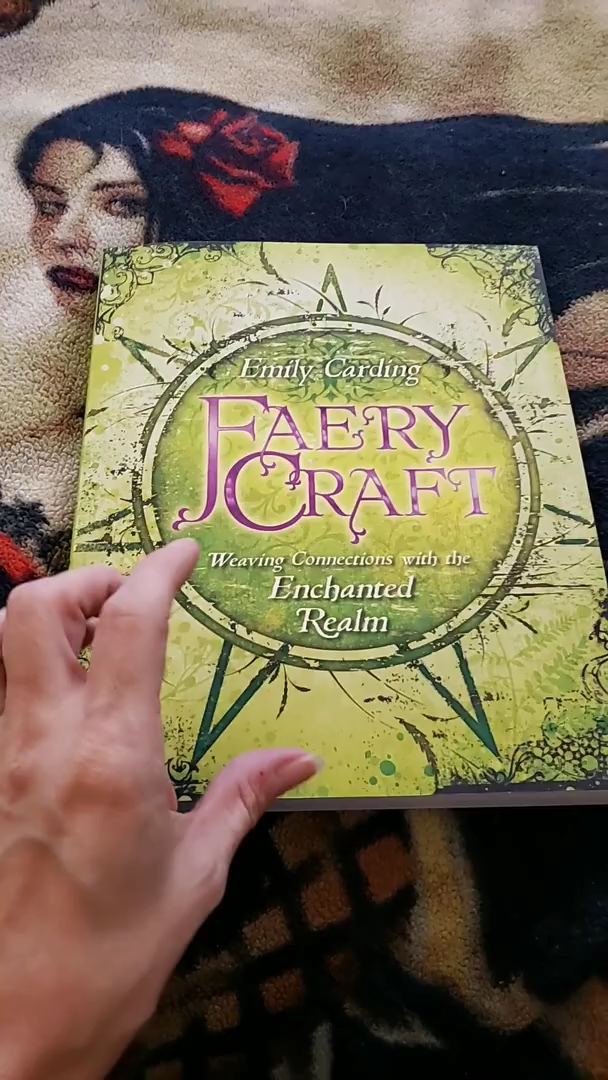 Emily Carding
FAERY
CRAFT
Weaving Connections with the
Enchanted
Realm